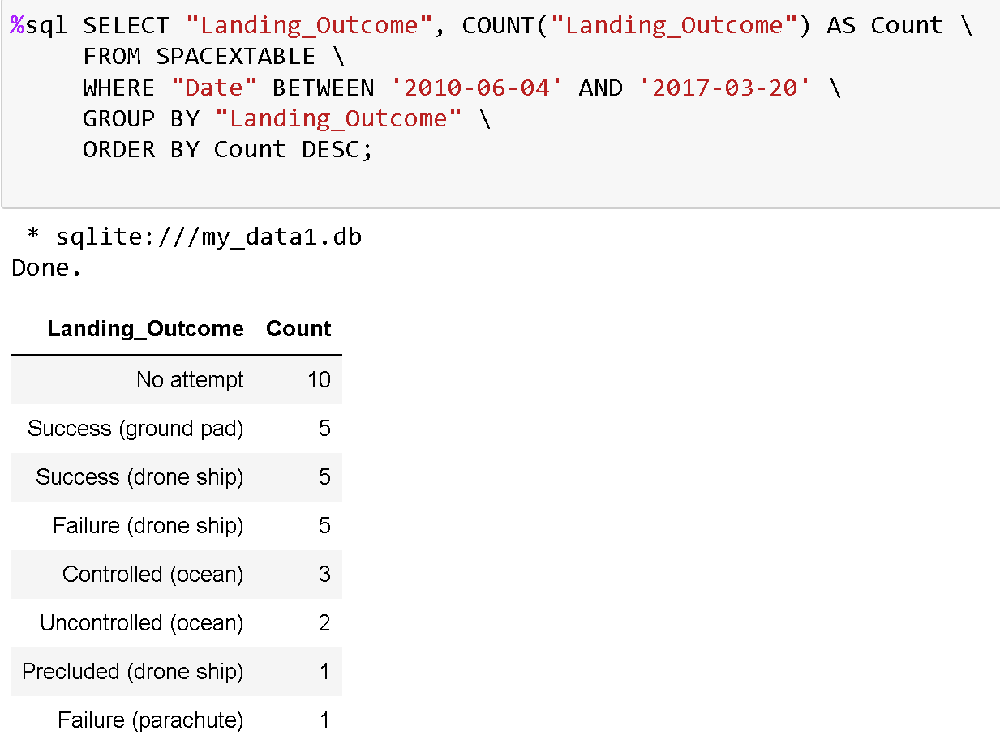 %sql SELECT "Landing_Outcome", COUNT("Landing_Outcome") AS Count \
FROM SPACEXTABLE \
WHERE "Date" BETWEEN '2010-06-04' AND '2017-03-20' \
GROUP BY "Landing_Outcome" \
ORDER BY Count DESC;
* sqlite:///my_data1.db
Done.
Landing_Outcome Count
No attempt 10
Success (ground pad) 5
Success (drone ship) 5
Failure (drone ship) 5
Controlled (ocean) 3
Uncontrolled (ocean) 2
Precluded (drone ship) 1
Failure (parachute) 1